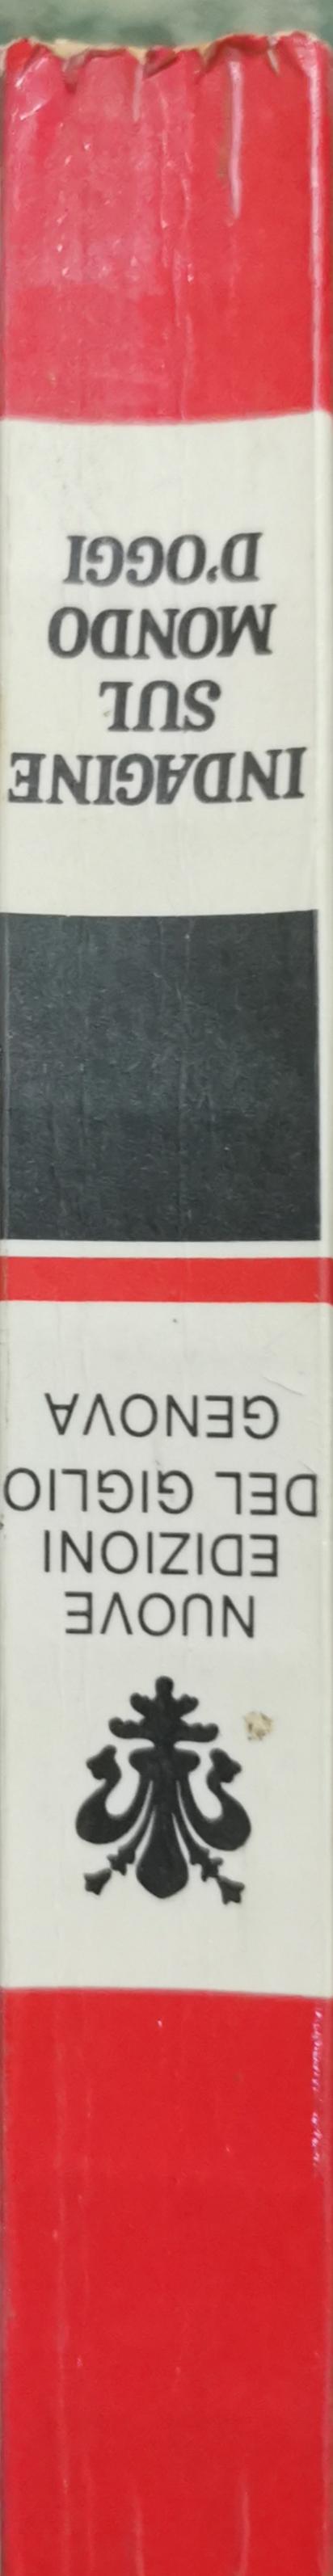 NUOVE
EDIZIONI
DEL GIGLIO
GENOVA
INDAGINE
SUL
MONDO
D'OGGI